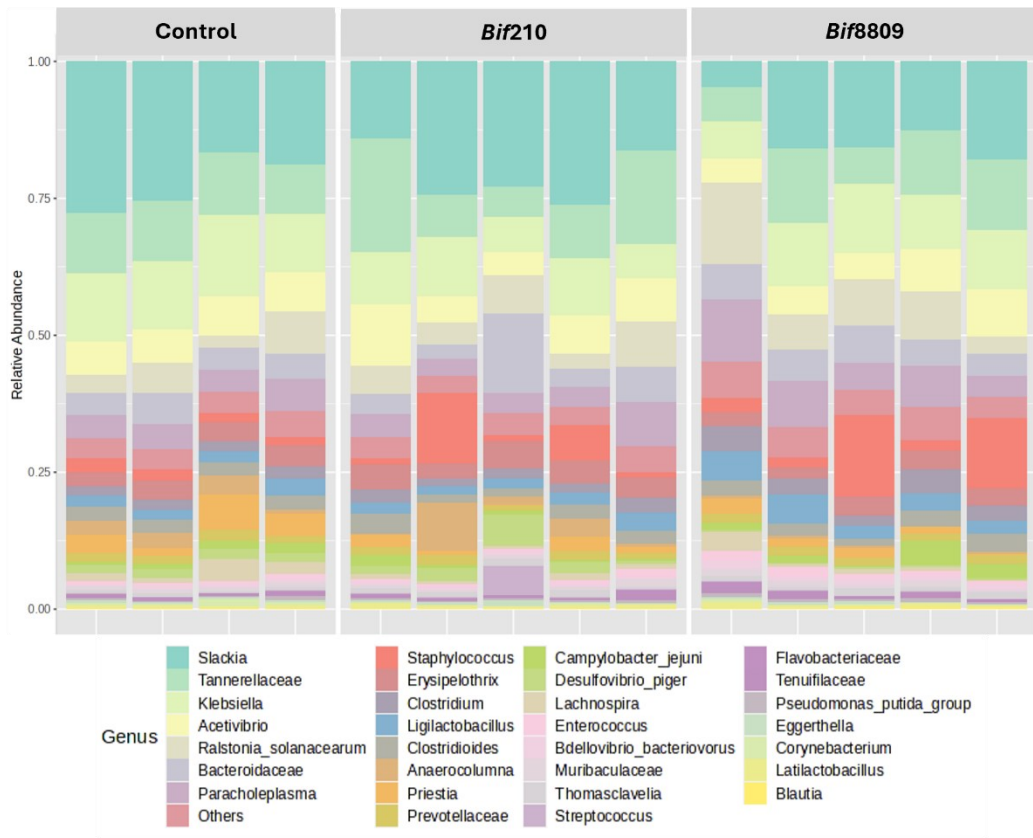 Control
Bif210
Bif8809
Relative Abundance
1.00
0.75
0.50
0.25
0.00
Genus
Slackia
Tannerellaceae
Klebsiella
Acetivibrio
Ralstonia_solanacearum
Bacteroidaceae
Paracholeplasma
Others
Staphylococcus
Erysipelothrix
Clostridium
Ligilactobacillus
Clostridioides
Anaerocolumna
Priestia
Prevotellaceae
Campylobacter_jejuni
Desulfovibrio_piger
Lachnospira
Enterococcus
Bdellovibrio_bacteriovorus
Muribaculaceae
Thomasclavelia
Streptococcus
Flavobacteriaceae
Tenuifilaceae
Pseudomonas_putida_group
Eggerthella
Corynebacterium
Latilactobacillus
Blautia